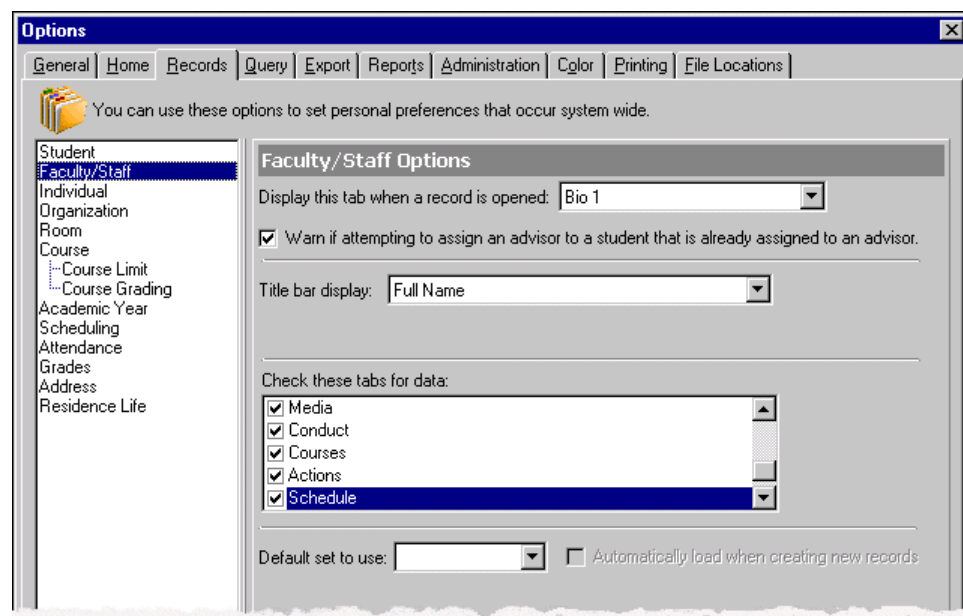 Options
General Home Records Query Export Reports Administration Color Printing File Locations
You can use these options to set personal preferences that occur system wide.
Student
Faculty/Staff
Individual
Organization
Room
Course
Course Limit
Course Grading
Academic Year
Scheduling
Attendance
Grades
Address
Residence Life
Faculty/Staff Options
Display this tab when a record is opened: Bio 1
Warn if attempting to assign an advisor to a student that is already assigned to an advisor.
Title bar display: Full Name
Check these tabs for data:
Media
Conduct
Courses
Actions
Schedule
Default set to use: Automatically load when creating new records